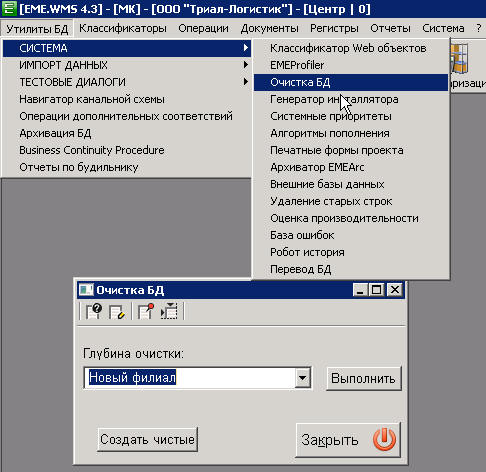 [EME.WMS 4.3] - [МК] - [ООО "Триал-Логистик"] - [Центр | 0]
Утилиты БД Классификаторы Операции Документы Регистры Отчеты Система ?
СИСТЕМА
ИМПОРТ ДАННЫХ
ТЕСТОВЫЕ ДИАЛОГИ
Навигатор канальной схемы
Операции дополнительных соответствий
Архивация БД
Business Continuity Procedure
Отчеты по будильнику
Классификатор Web объектов
EMEProfiler
Очистка БД
Генератор инсталлятора
Системные приоритеты
Алгоритмы пополнения
Печатные формы проекта
Архиватор EMEArc
Внешние базы данных
Удаление старых строк
Оценка производительности
База ошибок
Робот история
Перевод БД
Очистка БД
Глубина очистки:
Новый филиал
Выполнить
Создать чистые
Закрыть